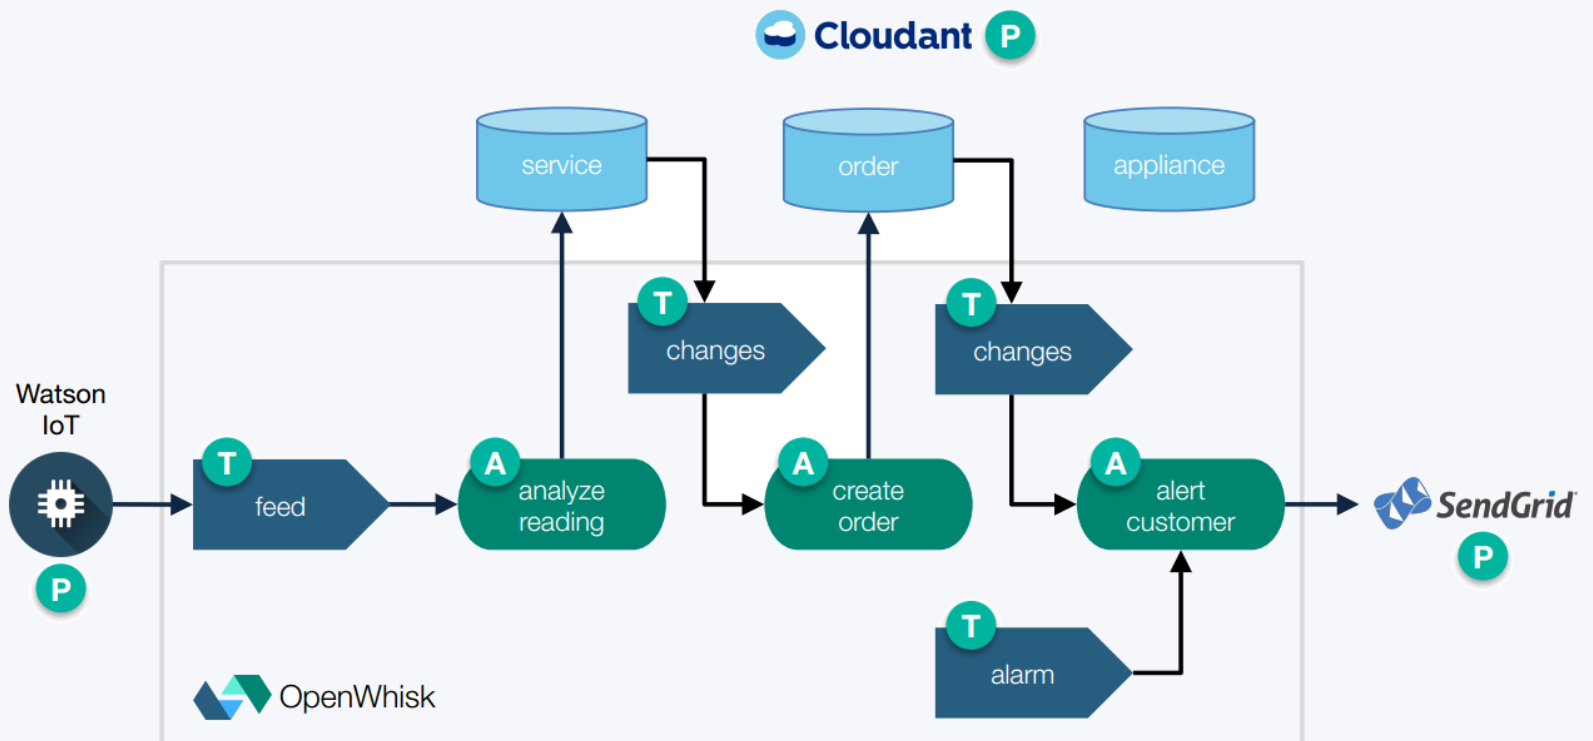 Cloudant P
service
order
appliance
T
changes
T
changes
Watson
IoT
P
T
feed
A
analyze
reading
A
create
order
A
alert
customer
SendGrid
P
T
alarm
OpenWhisk